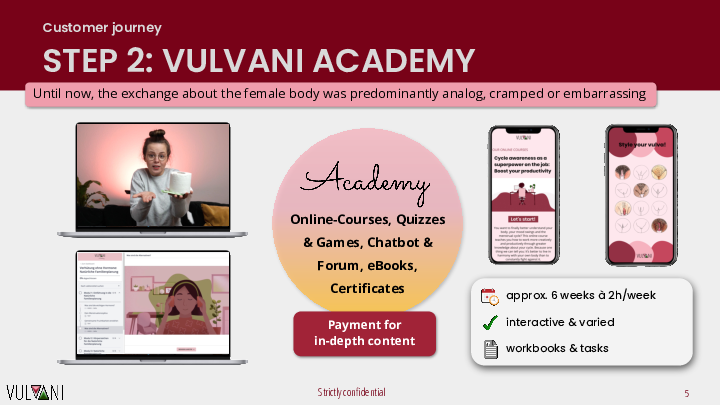 Customer journey
STEP 2: VULVANI ACADEMY
Until now, the exchange about the female body was predominantly analog, cramped or embarrassing
Academy
Online-Courses, Quizzes
& Games, Chatbot &
Forum, eBooks,
Certificates
Payment for
in-depth content
VULVANI
Cycle awareness as a
superpower on the job:
Boost your productivity
Let's start!
Style your vulva!
approx. 6 weeks à 2h/week
interactive & varied
workbooks & tasks
VULVANI
Strictly confidential
5